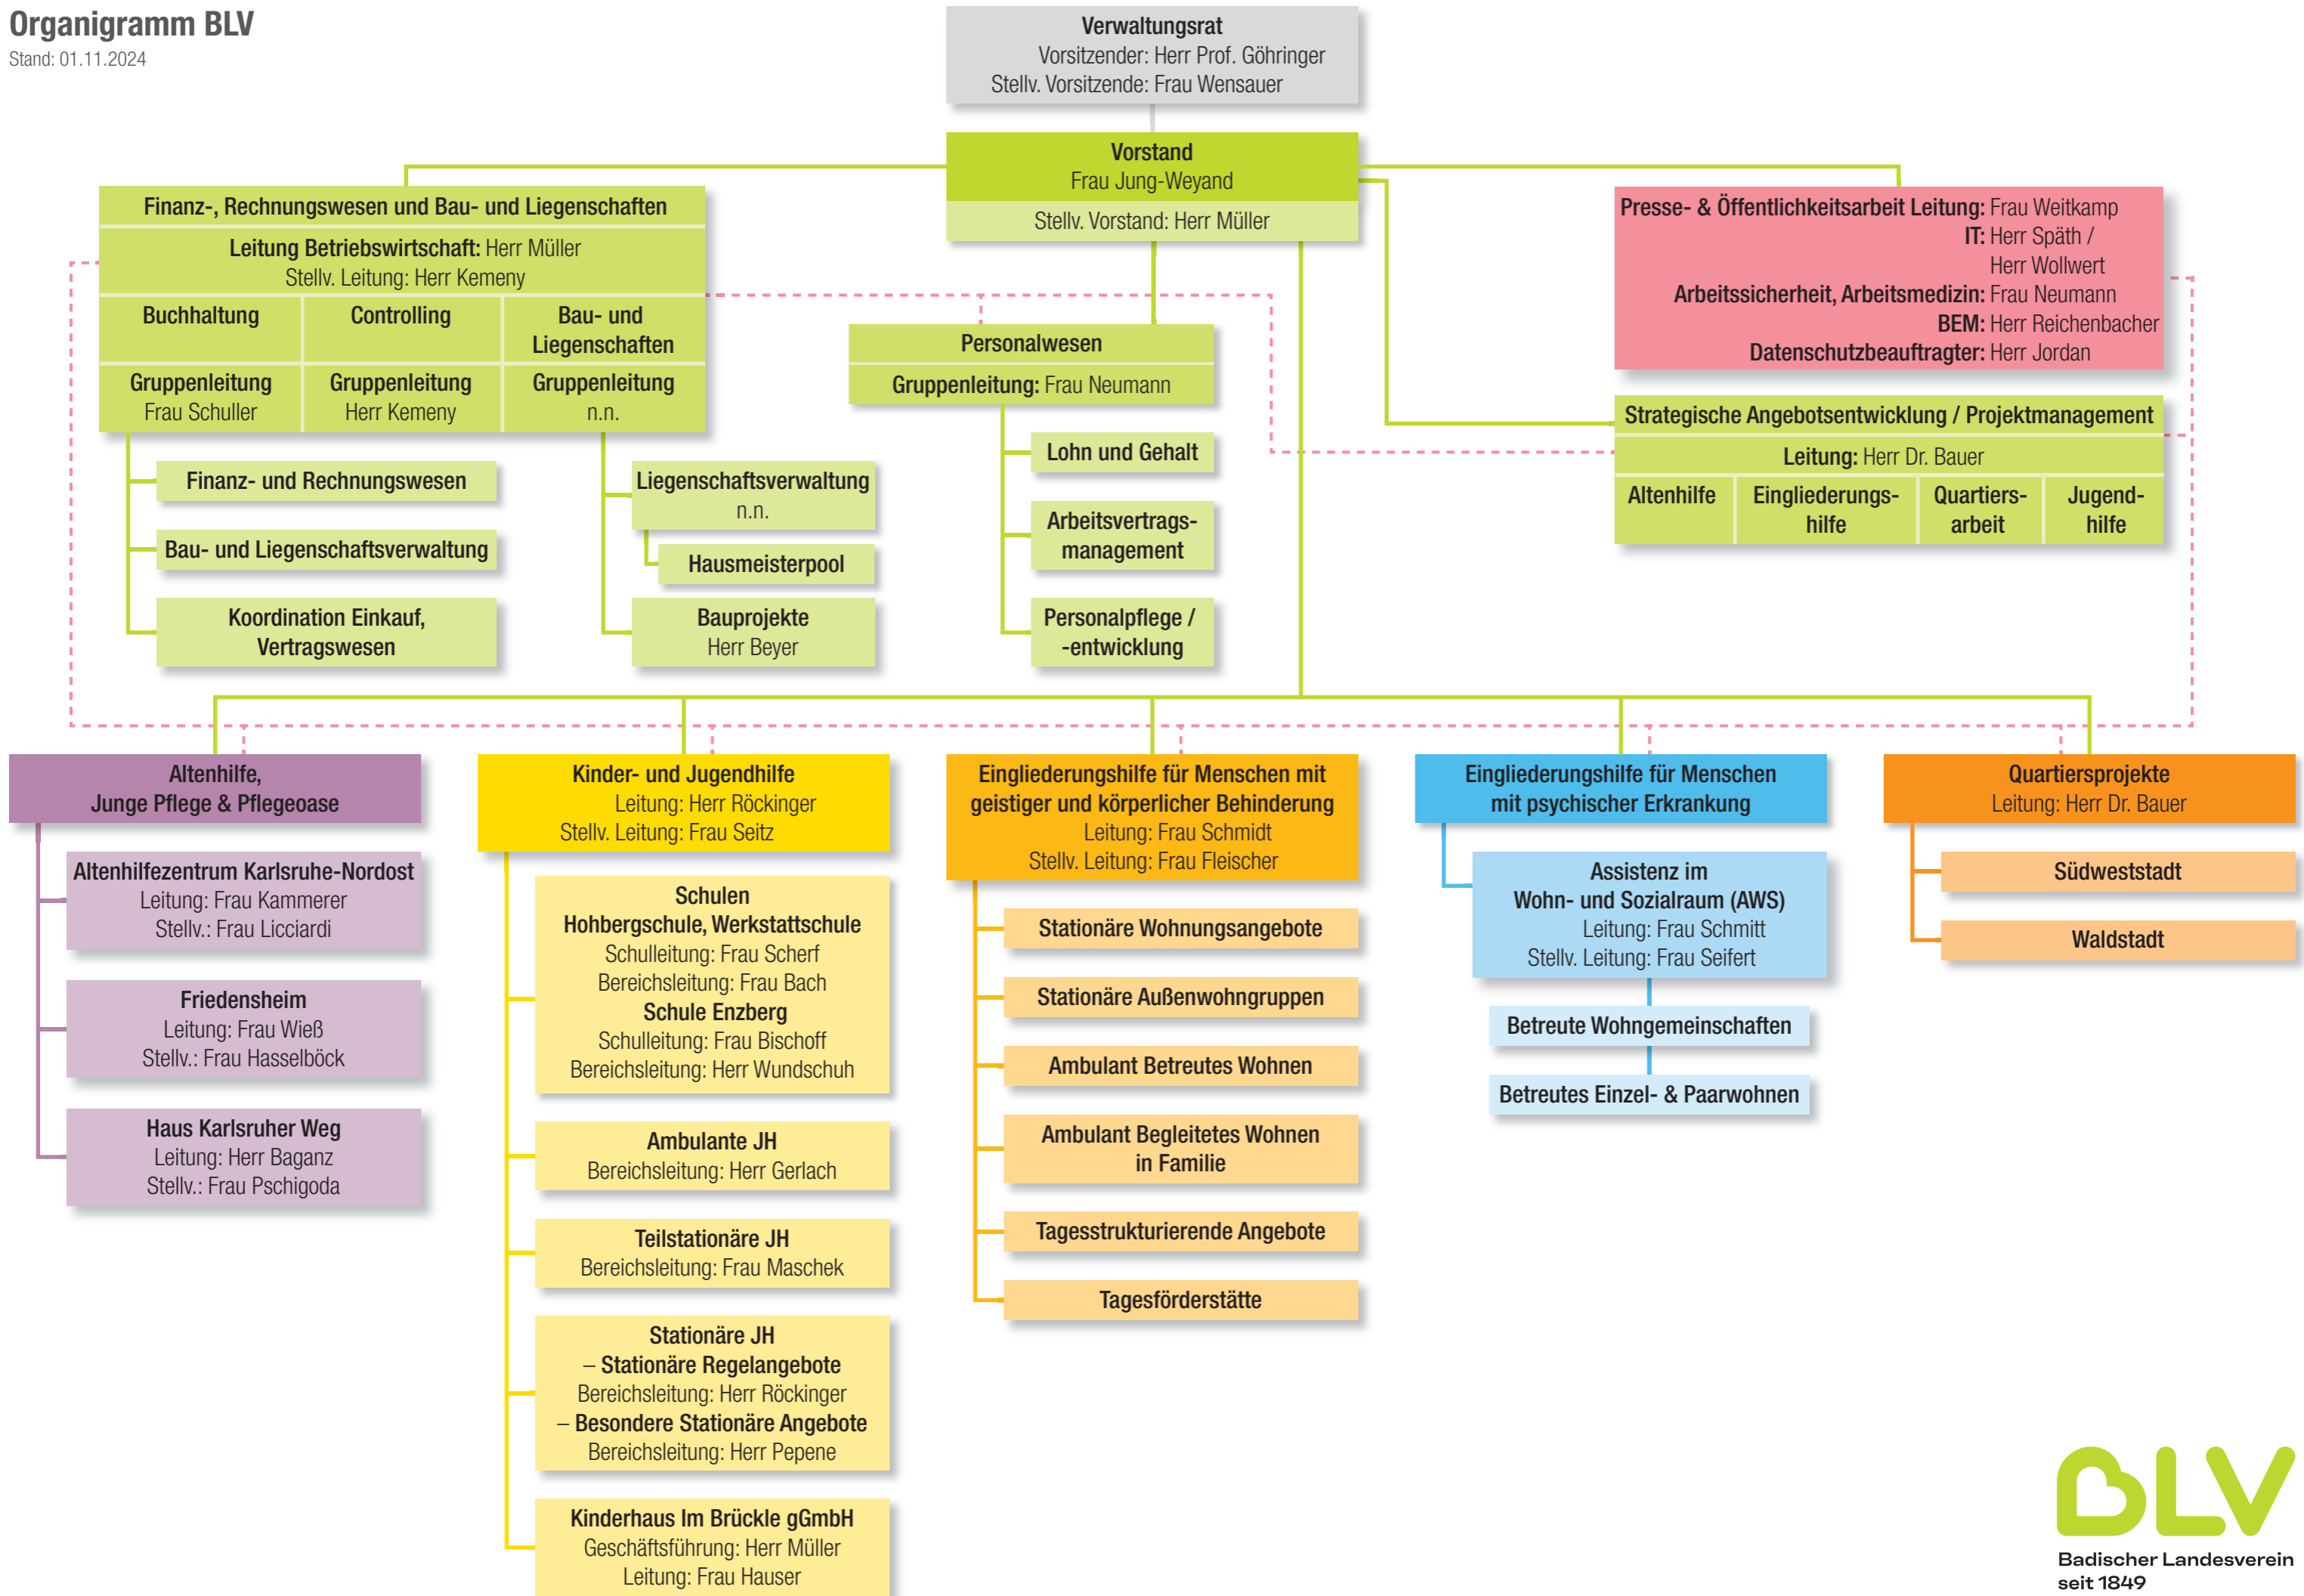 Organigramm BLV
Stand: 01.11.2024
Verwaltungsrat
Vorsitzender: Herr Prof. Göhringer
Stellv. Vorsitzende: Frau Wensauer
Vorstand
Frau Jung-Weyand
Stellv. Vorstand: Herr Müller
Finanz-, Rechnungswesen und Bau- und Liegenschaften
Leitung Betriebswirtschaft: Herr Müller
Stellv. Leitung: Herr Kemeny
Buchhaltung
Gruppenleitung
Frau Schuller
Controlling
Gruppenleitung
Herr Kemeny
Bau- und
Liegenschaften
Gruppenleitung
n.n.
Finanz- und Rechnungswesen
Bau- und Liegenschaftsverwaltung
Koordination Einkauf,
Vertragswesen
Liegenschaftsverwaltung
n.n.
Hausmeisterpool
Bauprojekte
Herr Beyer
Personalwesen
Gruppenleitung: Frau Neumann
Lohn und Gehalt
Arbeitsvertrags-
management
Personalpflege /
-entwicklung
Presse- & Öffentlichkeitsarbeit Leitung: Frau Weitkamp
IT: Herr Späth /
Herr Wollwert
Arbeitssicherheit, Arbeitsmedizin: Frau Neumann
BEM: Herr Reichenbacher
Datenschutzbeauftragter: Herr Jordan
Strategische Angebotsentwicklung / Projektmanagement
Leitung: Herr Dr. Bauer
Altenhilfe
Eingliederungs-
hilfe
Quartiers-
arbeit
Jugend-
hilfe
Altenhilfe,
Junge Pflege & Pflegeoase
Altenhilfezentrum Karlsruhe-Nordost
Leitung: Frau Kammerer
Stellv.: Frau Licciardi
Friedensheim
Leitung: Frau Wieß
Stellv.: Frau Hasselböck
Haus Karlsruher Weg
Leitung: Herr Baganz
Stellv.: Frau Pschigoda
Kinder- und Jugendhilfe
Leitung: Herr Röckinger
Stellv. Leitung: Frau Seitz
Schulen
Hohbergschule, Werkstattschule
Schulleitung: Frau Scherf
Bereichsleitung: Frau Bach
Schule Enzberg
Schulleitung: Frau Bischoff
Bereichsleitung: Herr Wundschuh
Ambulante JH
Bereichsleitung: Herr Gerlach
Teilstationäre JH
Bereichsleitung: Frau Maschek
Stationäre JH
– Stationäre Regelangebote
Bereichsleitung: Herr Röckinger
– Besondere Stationäre Angebote
Bereichsleitung: Herr Pepene
Kinderhaus Im Brückle gGmbH
Geschäftsführung: Herr Müller
Leitung: Frau Hauser
Eingliederungshilfe für Menschen mit
geistiger und körperlicher Behinderung
Leitung: Frau Schmidt
Stellv. Leitung: Frau Fleischer
Stationäre Wohnungsangebote
Stationäre Außenwohngruppen
Ambulant Betreutes Wohnen
Ambulant Begleitetes Wohnen
in Familie
Tagesstrukturierende Angebote
Tagesförderstätte
Eingliederungshilfe für Menschen
mit psychischer Erkrankung
Assistenz im
Wohn- und Sozialraum (AWS)
Leitung: Frau Schmitt
Stellv. Leitung: Frau Seifert
Betreute Wohngemeinschaften
Betreutes Einzel- & Paarwohnen
Quartiersprojekte
Leitung: Herr Dr. Bauer
Südweststadt
Waldstadt
BLV
Badischer Landesverein
seit 1849